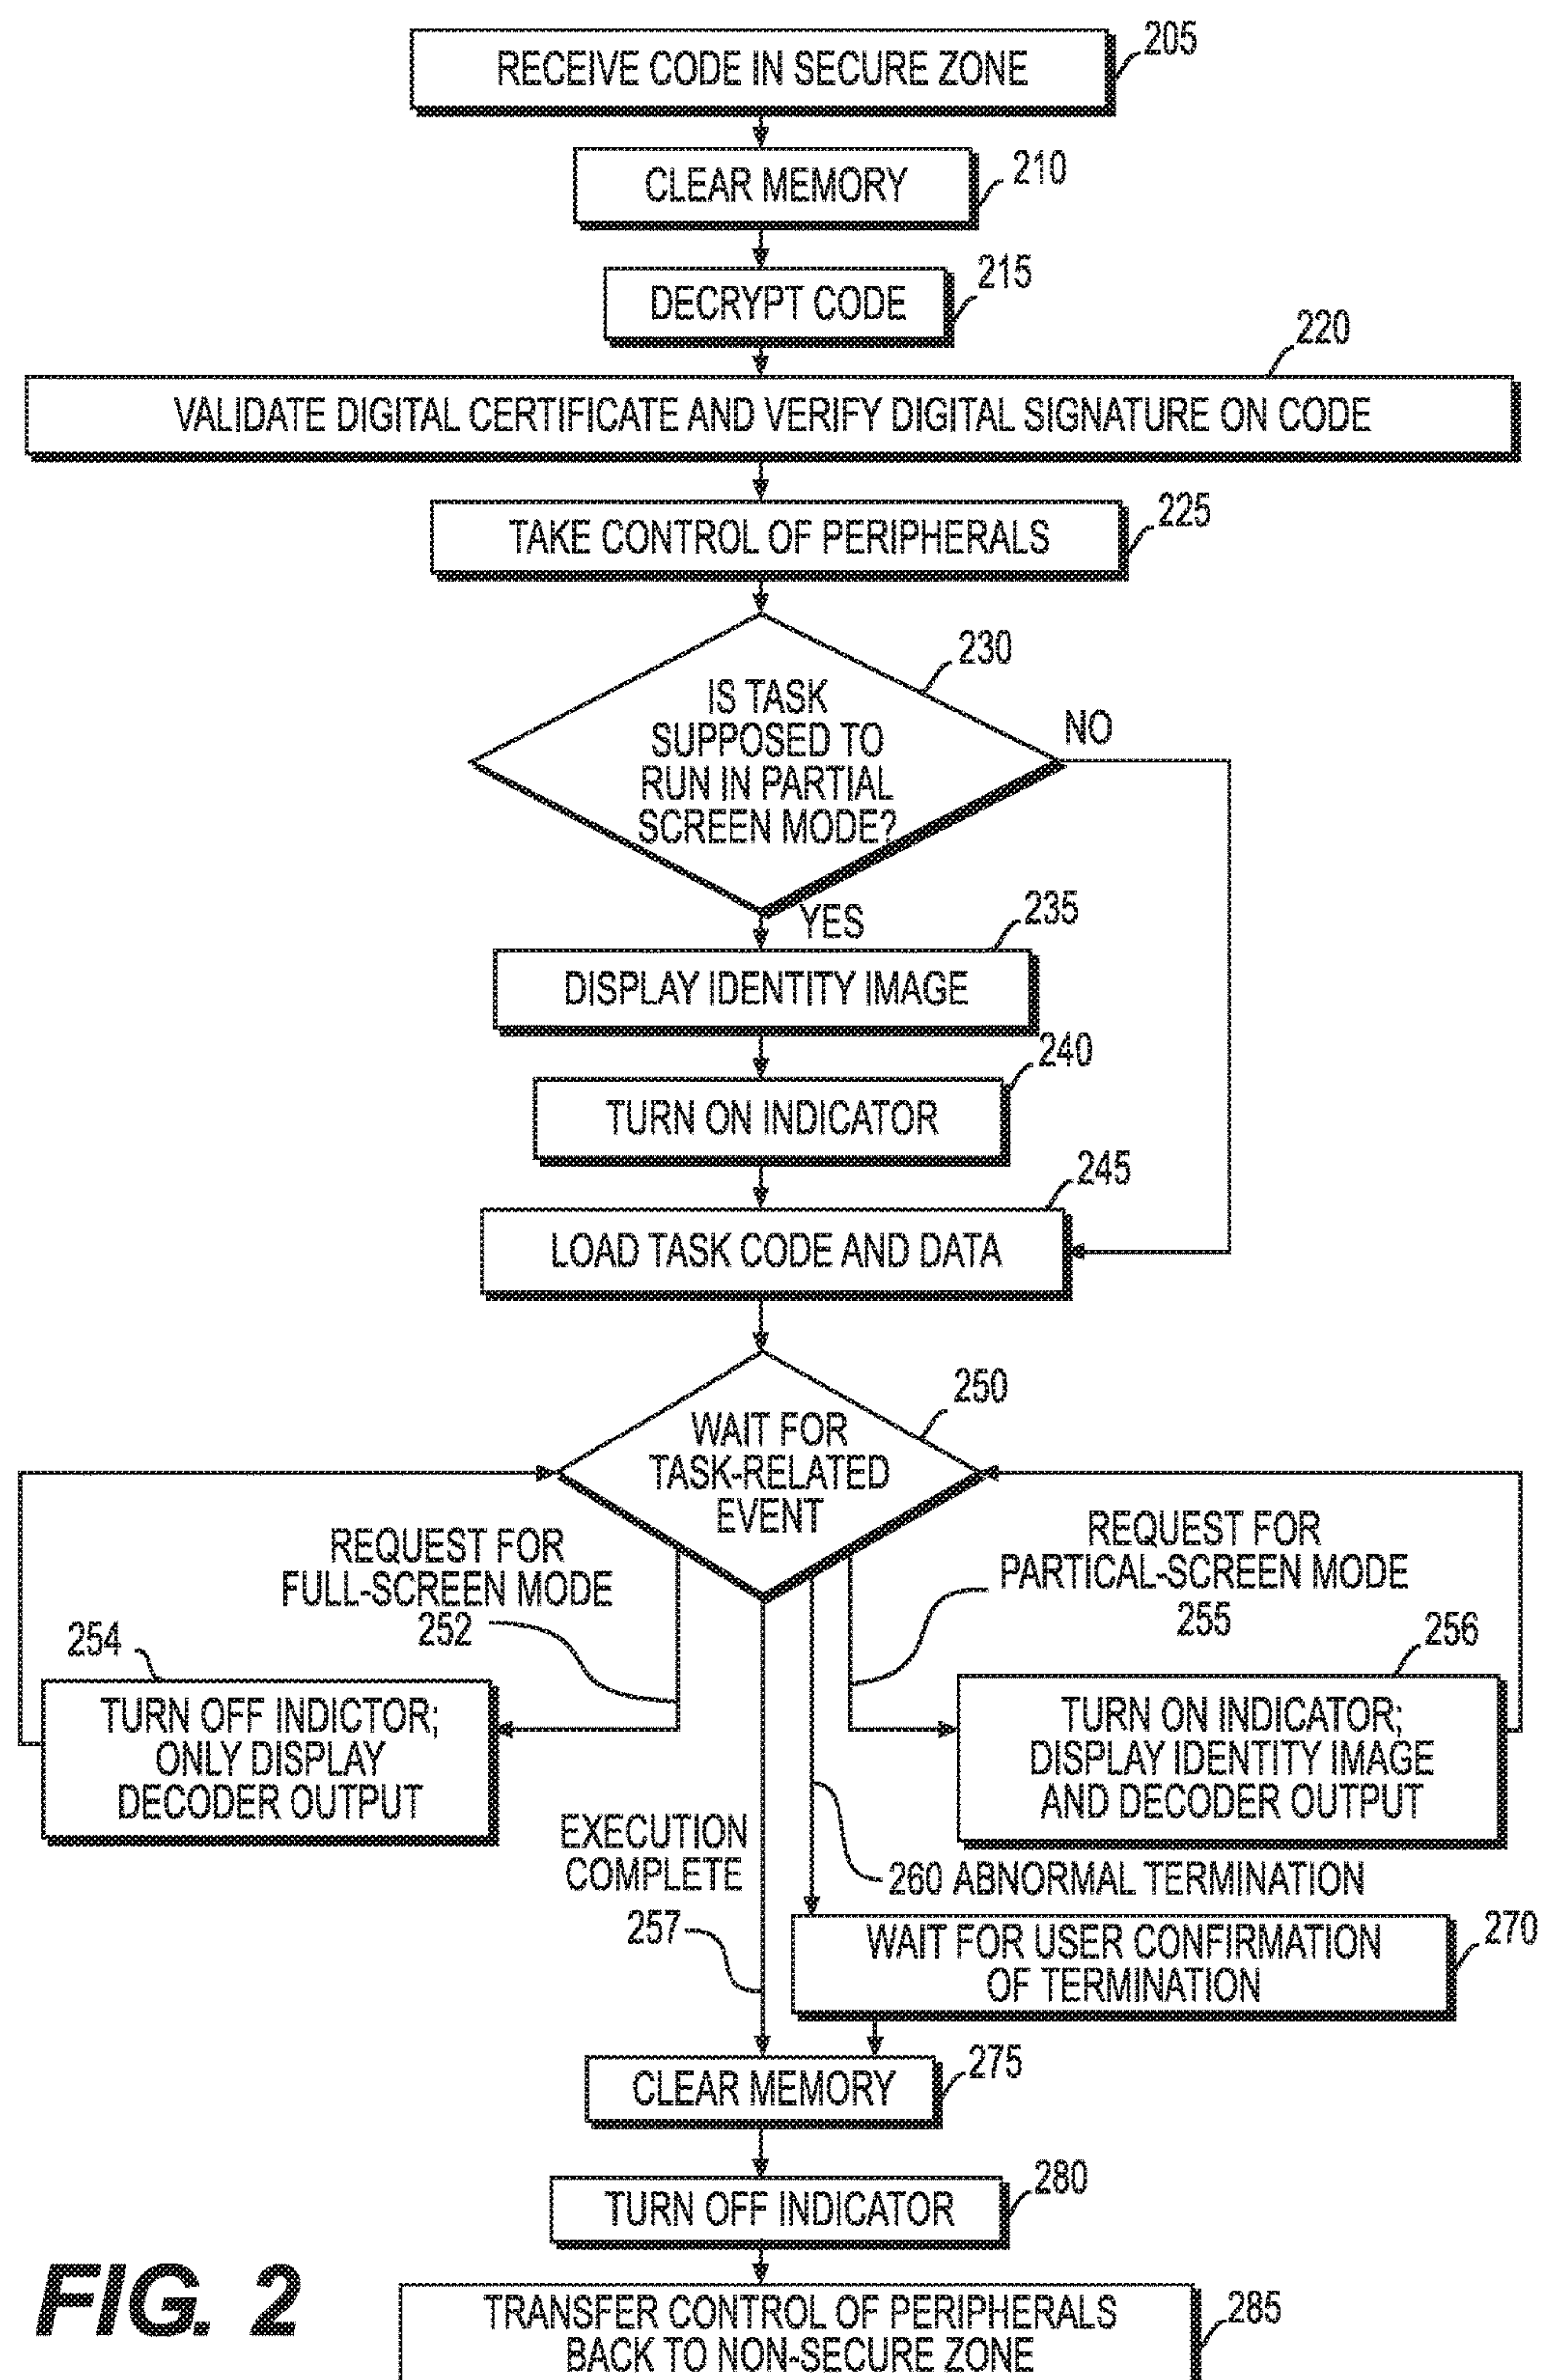 RECEIVE CODE IN SECURE ZONE
205
CLEAR MEMORY
210
DECRYPT CODE
215
220
VALIDATE DIGITAL CERTIFICATE AND VERIFY DIGITAL SIGNATURE ON CODE
TAKE CONTROL OF PERIPHERALS
225
230
IS TASK
SUPPOSED TO
RUN IN PARTIAL
SCREEN MODE?
NO
YES
235
DISPLAY IDENTITY IMAGE
240
TURN ON INDICATOR
245
LOAD TASK CODE AND DATA
250
WAIT FOR
TASK-RELATED
EVENT
REQUEST FOR
FULL-SCREEN MODE
252
REQUEST FOR
PARTICAL-SCREEN MODE
255
254
TURN OFF INDICTOR;
ONLY DISPLAY
DECODER OUTPUT
256
TURN ON INDICATOR;
DISPLAY IDENTITY IMAGE
AND DECODER OUTPUT
EXECUTION
COMPLETE
257
260 ABNORMAL TERMINATION
WAIT FOR USER CONFIRMATION
OF TERMINATION
270
CLEAR MEMORY
275
TURN OFF INDICATOR
280
TRANSFER CONTROL OF PERIPHERALS
BACK TO NON-SECURE ZONE
285
FIG. 2